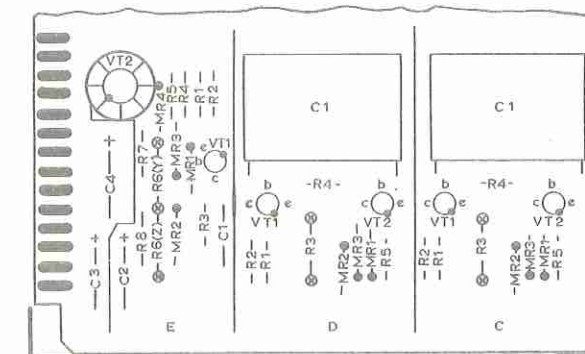 VT2
MR4
R5
R4
R1
R2
C4
+
R7
R6(Y)
MR3
MR1
VT1
e
b
c
C3
+
C2
+
R8
R6(Z)
MR2
R3
C1
E
C1
b
-R4-
b
c
e
c
e
VT1
VT2
R2
R1
R3
MR2
MR3
MR1
R5
D
C1
b
-R4-
b
c
e
c
e
VT1
VT2
R2
R1
R3
MR2
MR3
MR1
R5
C